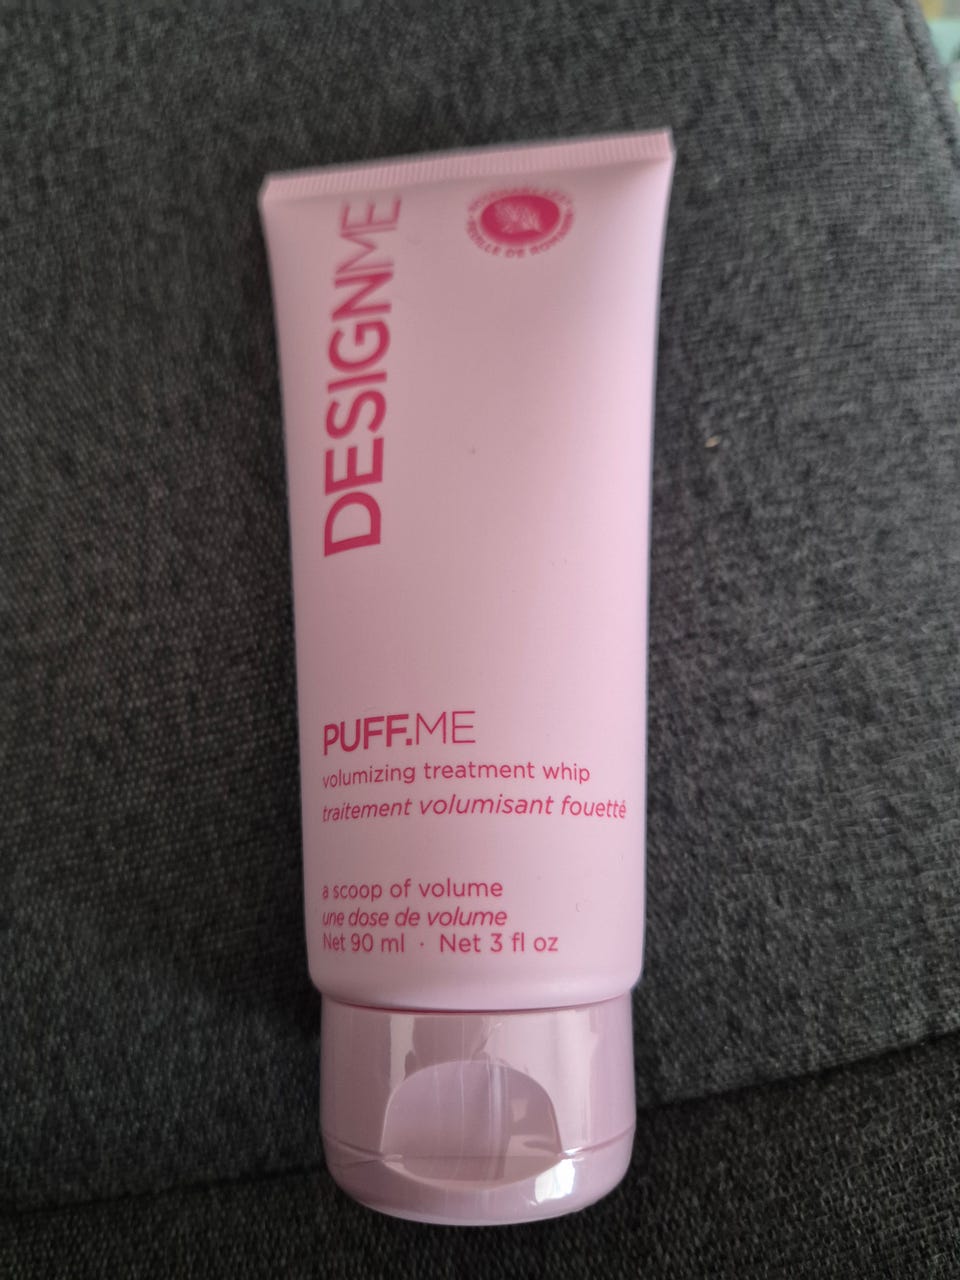 DESIGNME
PUFF.ME
volumizing treatment whip
traitement volumisant fouetté
a scoop of volume
une dose de volume
Net 90 ml · Net 3 fl oz